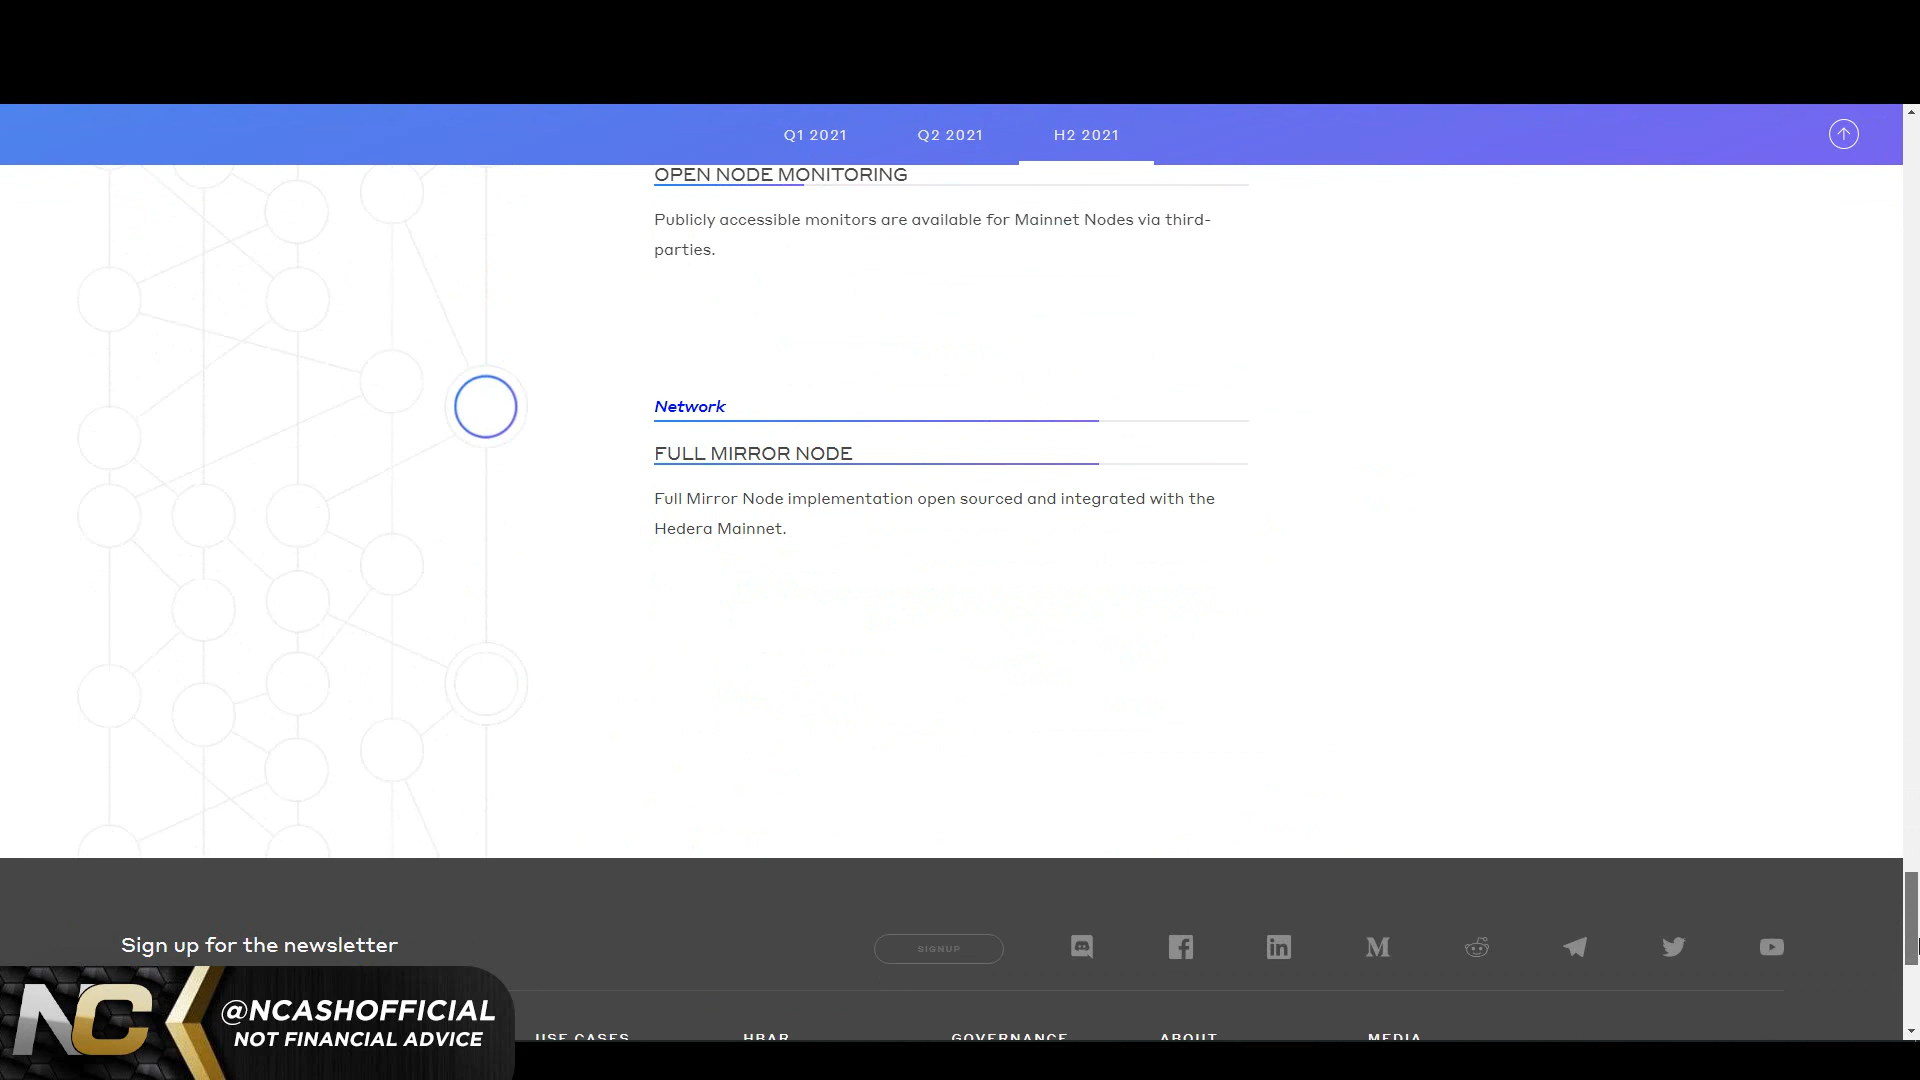 Q1 2021 Q2 2021 H2 2021
OPEN NODE MONITORING
Publicly accessible monitors are available for Mainnet Nodes via third-
parties.
Network
FULL MIRROR NODE
Full Mirror Node implementation open sourced and integrated with the
Hedera Mainnet.
Sign up for the newsletter
SIGNUP
NC
@NCASHOFFICIAL
NOT FINANCIAL ADVICE
USE CASES HBAR GOVERNANCE ABOUT MEDIA